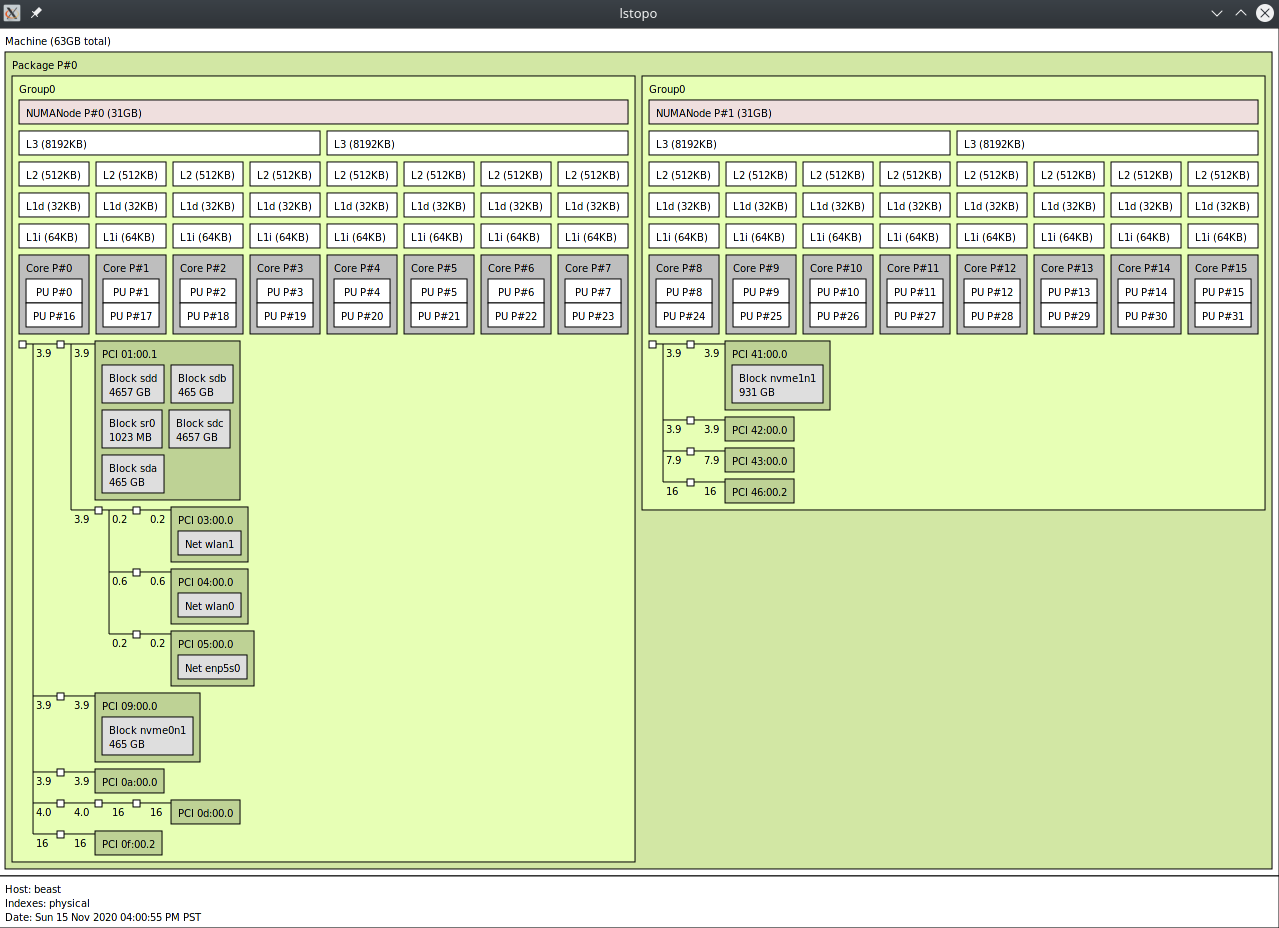 lstopo
Machine (63GB total)
Package P#0
Group0
NUMANode P#0 (31GB)
L3 (8192KB) L3 (8192KB)
L2 (512KB) L2 (512KB) L2 (512KB) L2 (512KB) L2 (512KB) L2 (512KB) L2 (512KB) L2 (512KB)
L1d (32KB) L1d (32KB) L1d (32KB) L1d (32KB) L1d (32KB) L1d (32KB) L1d (32KB) L1d (32KB)
L1i (64KB) L1i (64KB) L1i (64KB) L1i (64KB) L1i (64KB) L1i (64KB) L1i (64KB) L1i (64KB)
Core P#0 Core P#1 Core P#2 Core P#3 Core P#4 Core P#5 Core P#6 Core P#7
PU P#0 PU P#1 PU P#2 PU P#3 PU P#4 PU P#5 PU P#6 PU P#7
PU P#16 PU P#17 PU P#18 PU P#19 PU P#20 PU P#21 PU P#22 PU P#23
3.9 3.9 PCI 01:00.1
Block sdd Block sdb
4657 GB 465 GB
Block sr0 Block sdc
1023 MB 4657 GB
Block sda
465 GB
3.9 0.2 0.2 PCI 03:00.0
Net wlan1
0.6 0.6 PCI 04:00.0
Net wlan0
0.2 0.2 PCI 05:00.0
Net enp5s0
3.9 3.9 PCI 09:00.0
Block nvme0n1
465 GB
3.9 3.9 PCI 0a:00.0
4.0 4.0 16 16 PCI 0d:00.0
16 16 PCI 0f:00.2
Group0
NUMANode P#1 (31GB)
L3 (8192KB) L3 (8192KB)
L2 (512KB) L2 (512KB) L2 (512KB) L2 (512KB) L2 (512KB) L2 (512KB) L2 (512KB) L2 (512KB)
L1d (32KB) L1d (32KB) L1d (32KB) L1d (32KB) L1d (32KB) L1d (32KB) L1d (32KB) L1d (32KB)
L1i (64KB) L1i (64KB) L1i (64KB) L1i (64KB) L1i (64KB) L1i (64KB) L1i (64KB) L1i (64KB)
Core P#8 Core P#9 Core P#10 Core P#11 Core P#12 Core P#13 Core P#14 Core P#15
PU P#8 PU P#9 PU P#10 PU P#11 PU P#12 PU P#13 PU P#14 PU P#15
PU P#24 PU P#25 PU P#26 PU P#27 PU P#28 PU P#29 PU P#30 PU P#31
3.9 3.9 PCI 41:00.0
Block nvme1n1
931 GB
3.9 3.9 PCI 42:00.0
7.9 7.9 PCI 43:00.0
16 16 PCI 46:00.2
Host: beast
Indexes: physical
Date: Sun 15 Nov 2020 04:00:55 PM PST